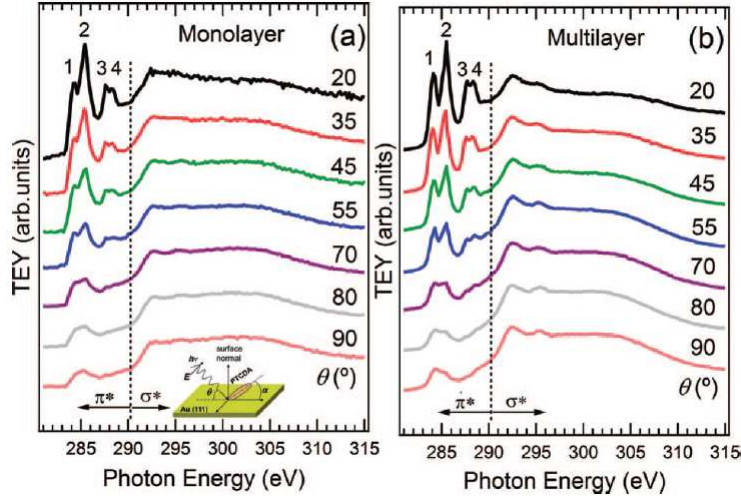 Monolayer
(a)
1
2
3 4
20
35
45
55
70
80
90
θ (º)
TEY (arb.units)
surface
normal
hν
E
PTCDA
θ
α
Au (111)
π*
σ*
285 290 295 300 305 310 315
Photon Energy (eV)
Multilayer
(b)
1
2
3 4
20
35
45
55
70
80
90
θ (º)
TEY (arb.units)
π*
σ*
285 290 295 300 305 310 315
Photon Energy (eV)